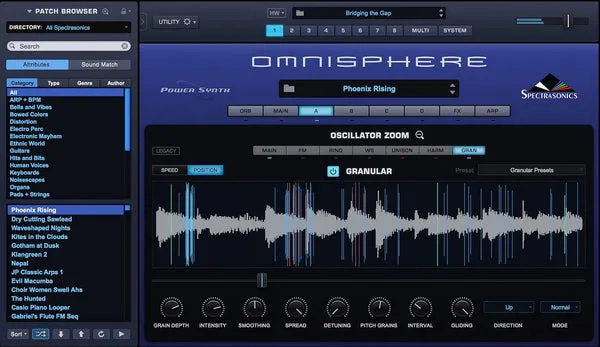 PATCH BROWSER
DIRECTORY: All Spectrasonics
Search
Attributes Sound Match
Category Type Genre Author
All
ARP + BPM
Bells and Vibes
Bowed Colors
Distortion
Electro Perc
Electronic Mayhem
Ethnic World
Guitars
Hits and Bits
Human Voices
Keyboards
Noisescapes
Organs
Pads + Strings
Phoenix Rising
Dry Cutting Sawlead
Waveshaped Nights
Kites in the Clouds
Gotham at Dusk
Klangreen 2
Nepal
JP Classic Arps 1
Evil Macumba
Choir Women Swell Ahs
The Hunted
Casio Piano Looper
Gabriel's Flute FM Seq
Sort
UTILITY
HW
Bridging the Gap
1 2 3 4 5 6 7 8 MULTI SYSTEM
OMNISPHERE
POWER SYNTH
Phoenix Rising
SPECTRASONICS
ORB MAIN A B C D FX ARP
OSCILLATOR ZOOM
LEGACY
MAIN FM RING WS UNISON HARM GRAN
SPEED POSITION
GRANULAR
Preset Granular Presets
GRAIN DEPTH INTENSITY SMOOTHING SPREAD DETUNING PITCH GRAINS INTERVAL GLIDING
Up
DIRECTION
Normal
MODE